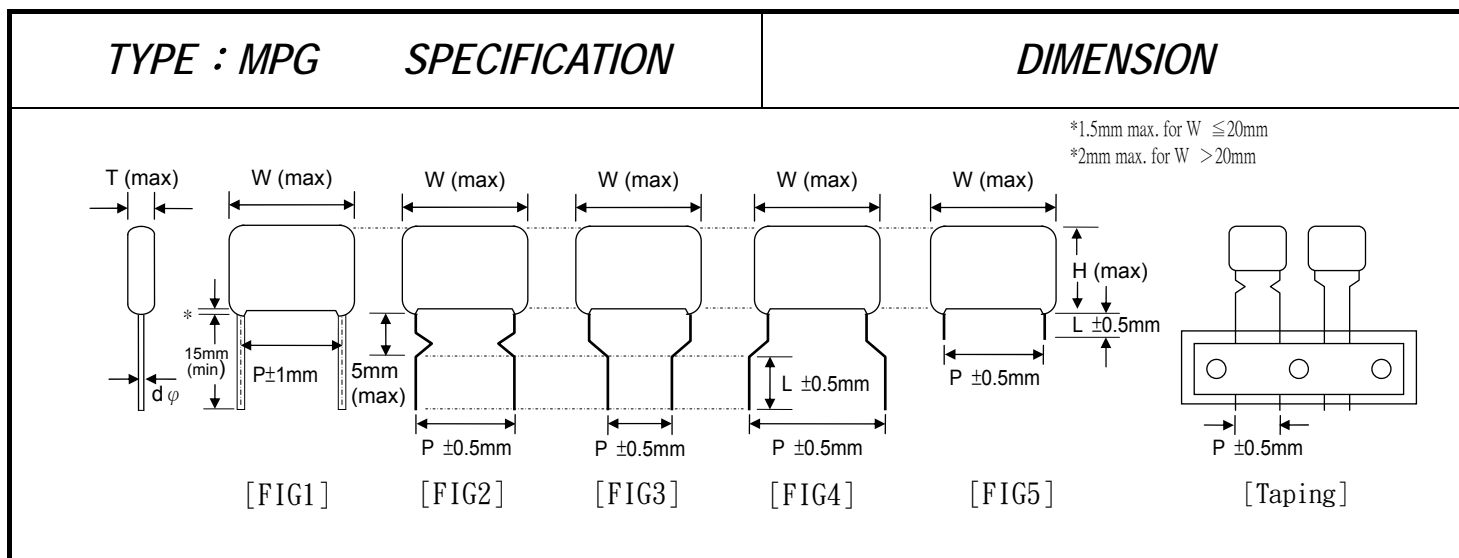 TYPE：MPG SPECIFICATION
DIMENSION
*1.5mm max. for W ≦20mm
*2mm max. for W ＞20mm
T (max)
W (max)
W (max)
W (max)
W (max)
W (max)
*
15mm
(min)
P±1mm
d φ
5mm
(max)
P ±0.5mm
P ±0.5mm
L ±0.5mm
P ±0.5mm
H (max)
L ±0.5mm
P ±0.5mm
P ±0.5mm
[FIG1]
[FIG2]
[FIG3]
[FIG4]
[FIG5]
[Taping]